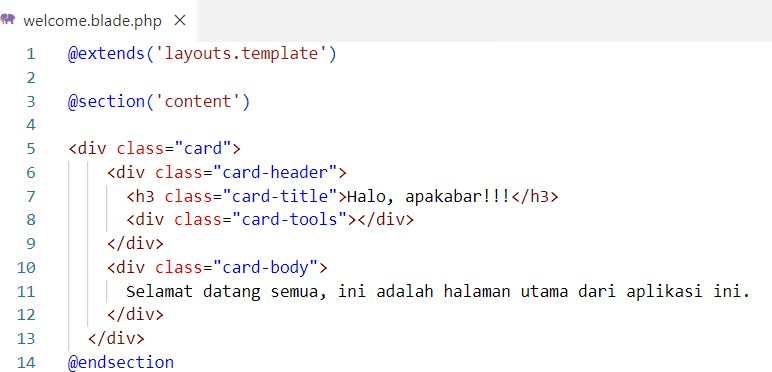 welcome.blade.php ×
1 @extends('layouts.template')
2
3 @section('content')
4
5 <div class="card">
6 <div class="card-header">
7 <h3 class="card-title">Halo, apakabar!!!</h3>
8 <div class="card-tools"></div>
9 </div>
10 <div class="card-body">
11 Selamat datang semua, ini adalah halaman utama dari aplikasi ini.
12 </div>
13 </div>
14 @endsection